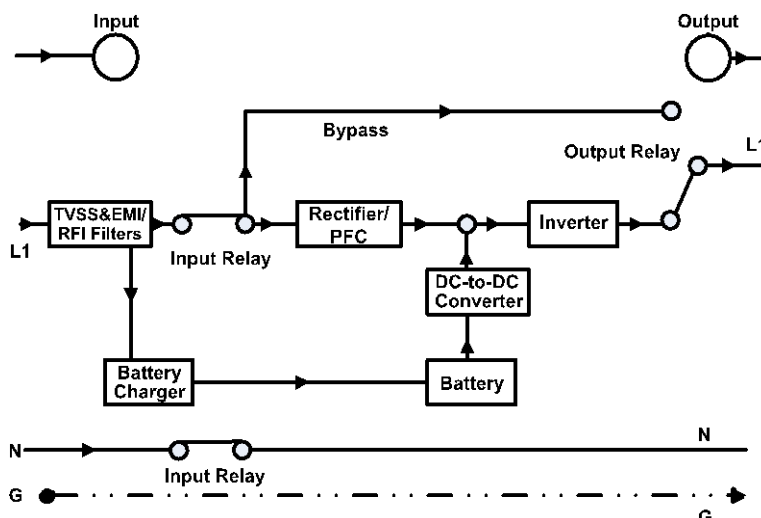 Input
Output
Bypass
Output Relay
L1
TVSS&EMI/
RFI Filters
L1
Input Relay
Rectifier/
PFC
Inverter
DC-to-DC
Converter
Battery
Charger
Battery
N
N
Input Relay
G
G